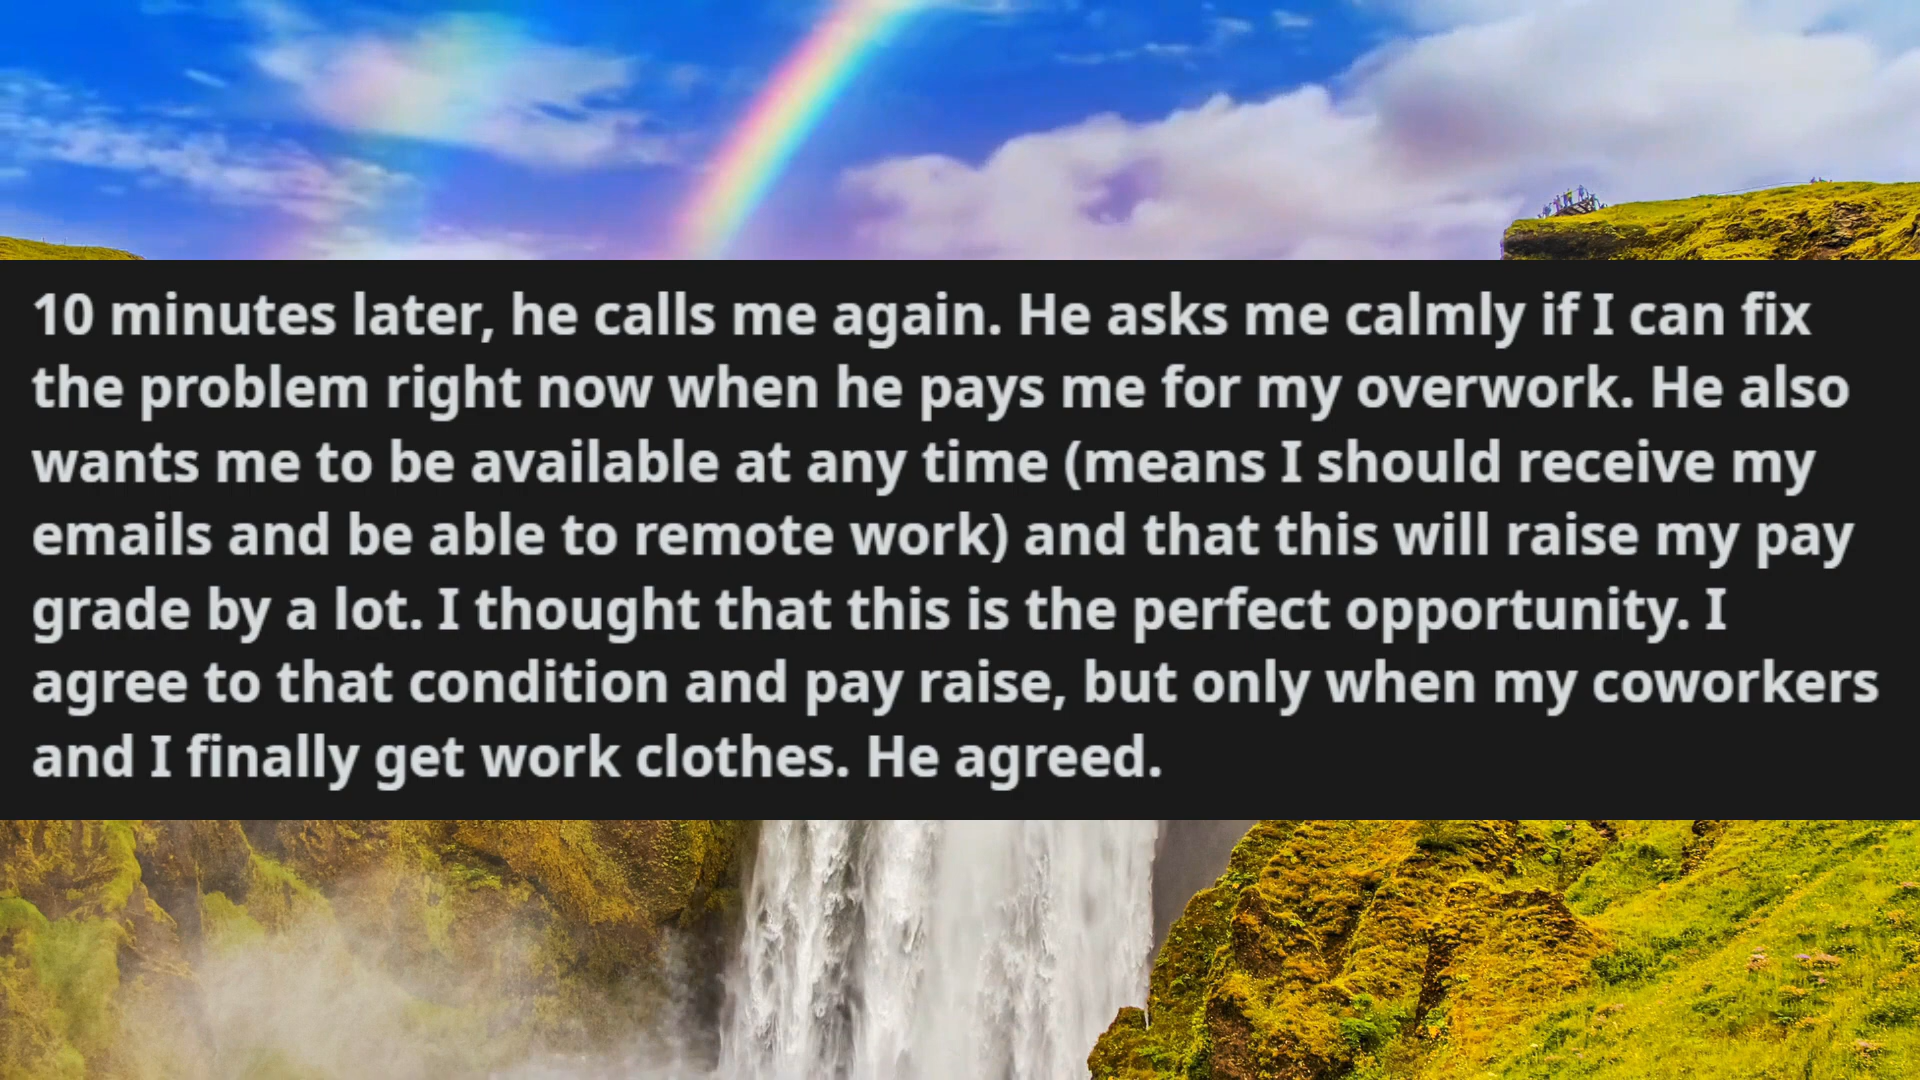 10 minutes later, he calls me again. He asks me calmly if I can fix
the problem right now when he pays me for my overwork. He also
wants me to be available at any time (means I should receive my
emails and be able to remote work) and that this will raise my pay
grade by a lot. I thought that this is the perfect opportunity. I
agree to that condition and pay raise, but only when my coworkers
and I finally get work clothes. He agreed.